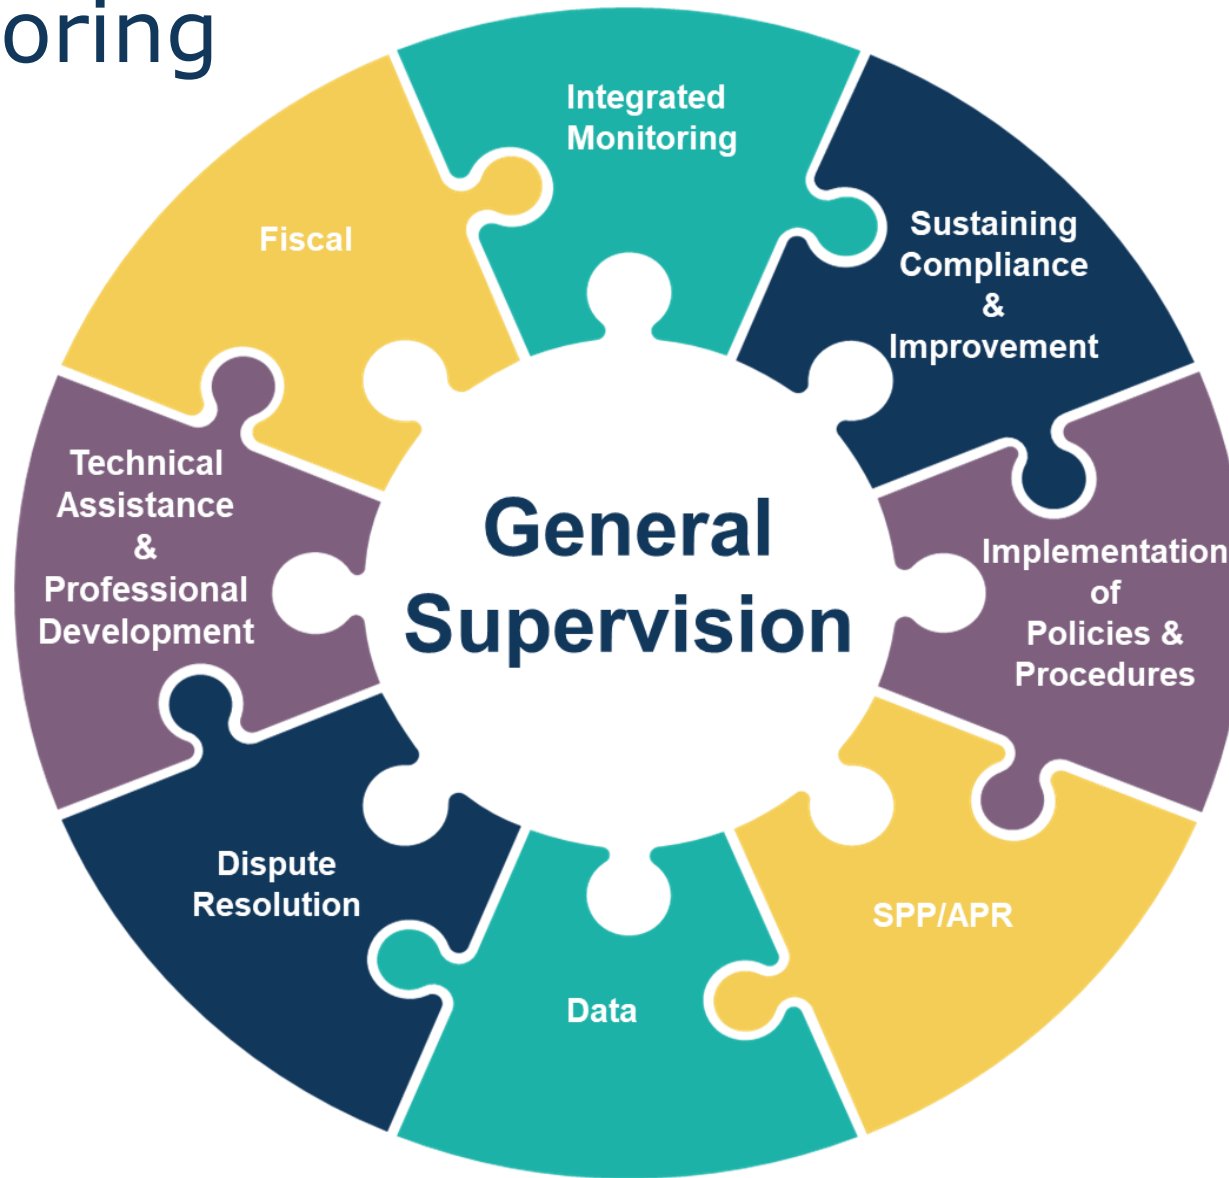 oring
Integrated
Monitoring
Sustaining
Compliance
&
Improvement
Implementation
of
Policies &
Procedures
SPP/APR
Data
Dispute
Resolution
Technical
Assistance
&
Professional
Development
Fiscal
General
Supervision